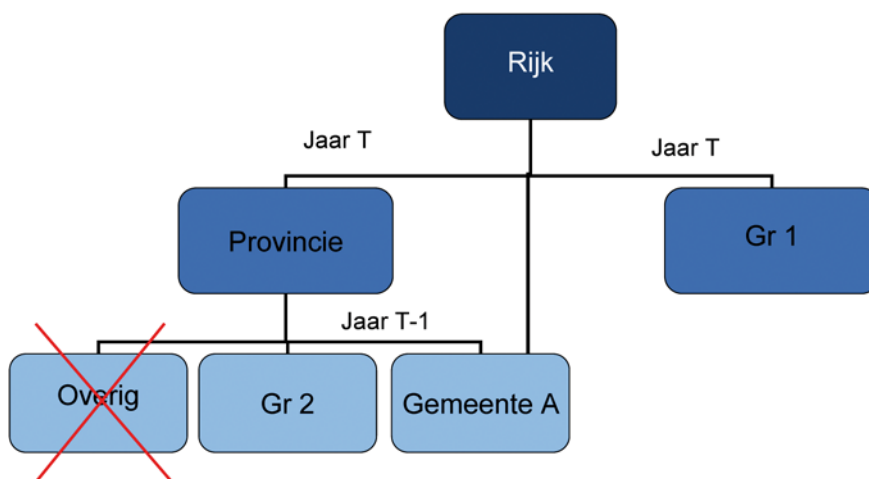 Rijk
Jaar T
Jaar T
Provincie
Gr 1
Jaar T-1
Overig
Gr 2
Gemeente A